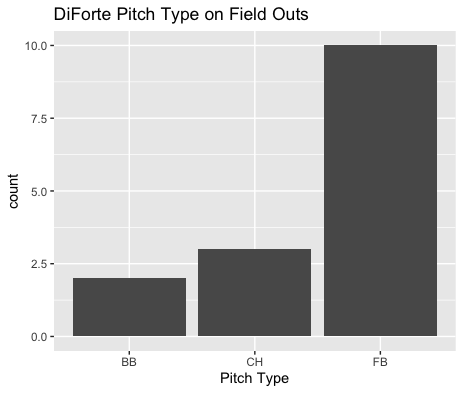 DiForte Pitch Type on Field Outs
10.0
7.5
5.0
2.5
0.0
count
BB CH FB
Pitch Type